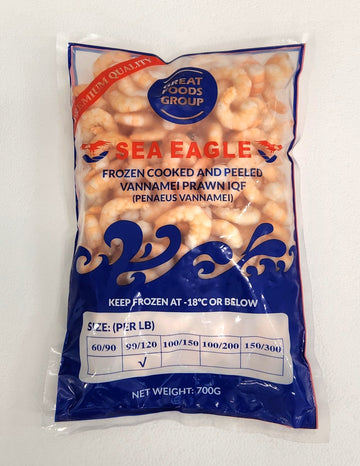 PREMIUM QUALITY
GREAT
FOODS
GROUP
SEA EAGLE
FROZEN COOKED AND PEELED
VANNAMEI PRAWN IQF
(PENAEUS VANNAMEI)
KEEP FROZEN AT -18°C OR BELOW
SIZE: (PER LB)
60/90 90/120 100/150 100/200 150/300
√
NET WEIGHT: 700G